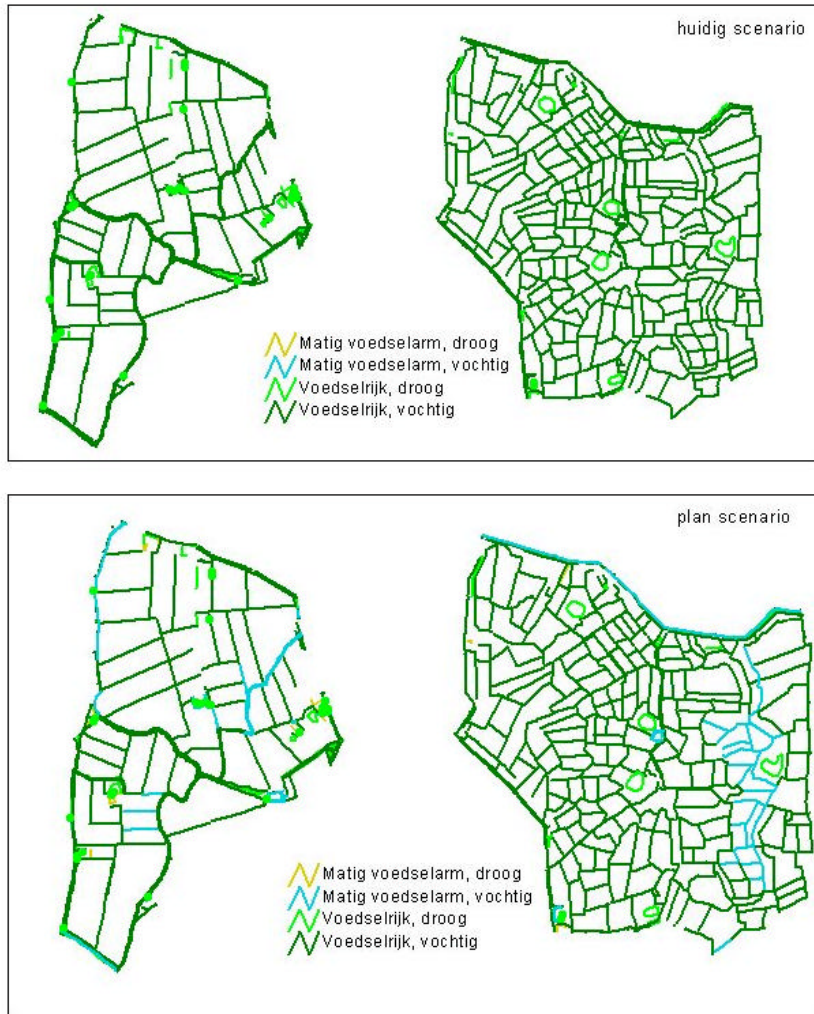 huidig scenario
Matig voedselarm, droog
Matig voedselarm, vochtig
Voedselrijk, droog
Voedselrijk, vochtig
plan scenario
Matig voedselarm, droog
Matig voedselarm, vochtig
Voedselrijk, droog
Voedselrijk, vochtig